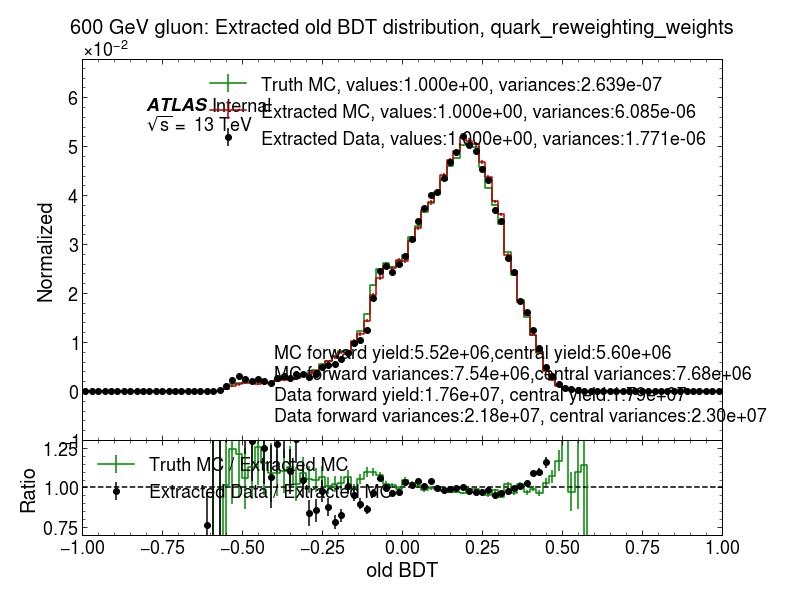 600 GeV gluon: Extracted old BDT distribution, quark_reweighting_weights
×10⁻²
Truth MC, values:1.000e+00, variances:2.639e-07
ATLAS Internal
Extracted MC, values:1.000e+00, variances:6.085e-06
√s = 13 TeV
Extracted Data, values:1.000e+00, variances:1.771e-06
6
5
4
3
2
1
0
Normalized
MC forward yield:5.52e+06,central yield:5.60e+06
MC forward variances:7.54e+06,central variances:7.68e+06
Data forward yield:1.76e+07, central yield:1.79e+07
Data forward variances:2.18e+07, central variances:2.30e+07
1.25
1.00
0.75
Ratio
Truth MC / Extracted MC
Extracted Data / Extracted MC
−1.00 −0.75 −0.50 −0.25 0.00 0.25 0.50 0.75 1.00
old BDT